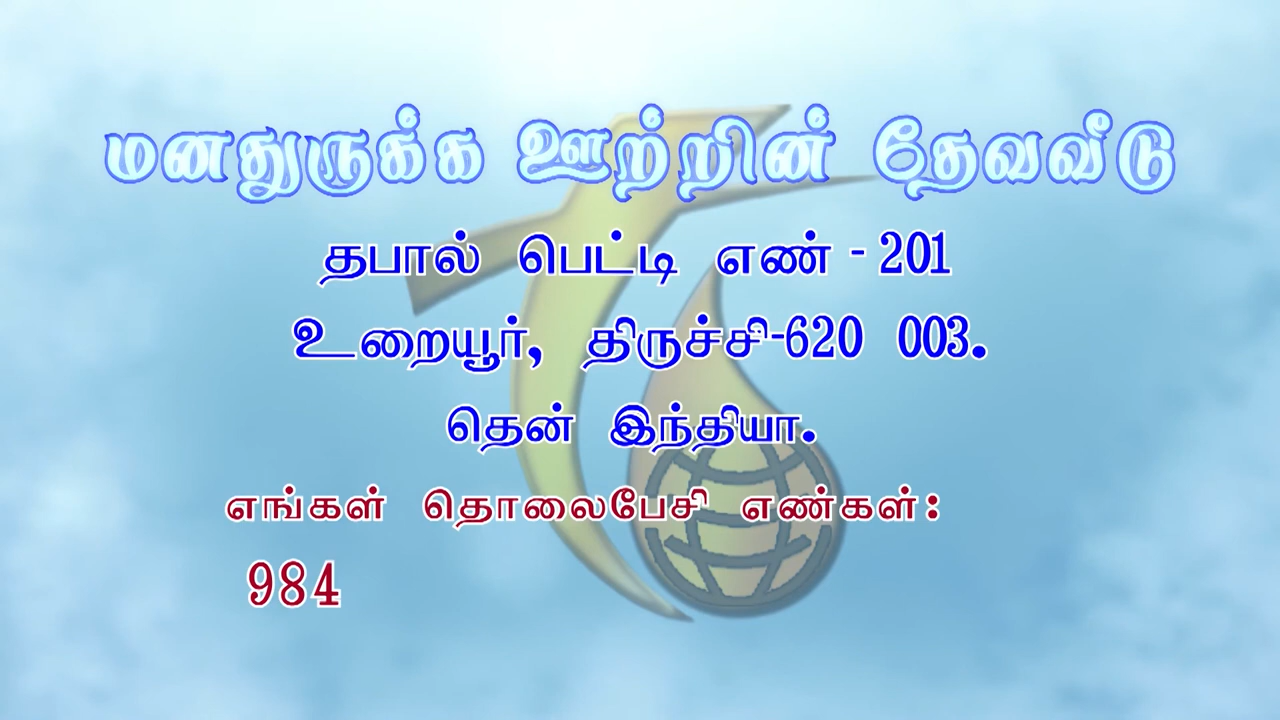 மனதுருக்க ஊற்றின் தேவவீடு
தபால் பெட்டி எண் - 201
உறையூர், திருச்சி-620 003.
தென் இந்தியா.
எங்கள் தொலைபேசி எண்கள்:
984